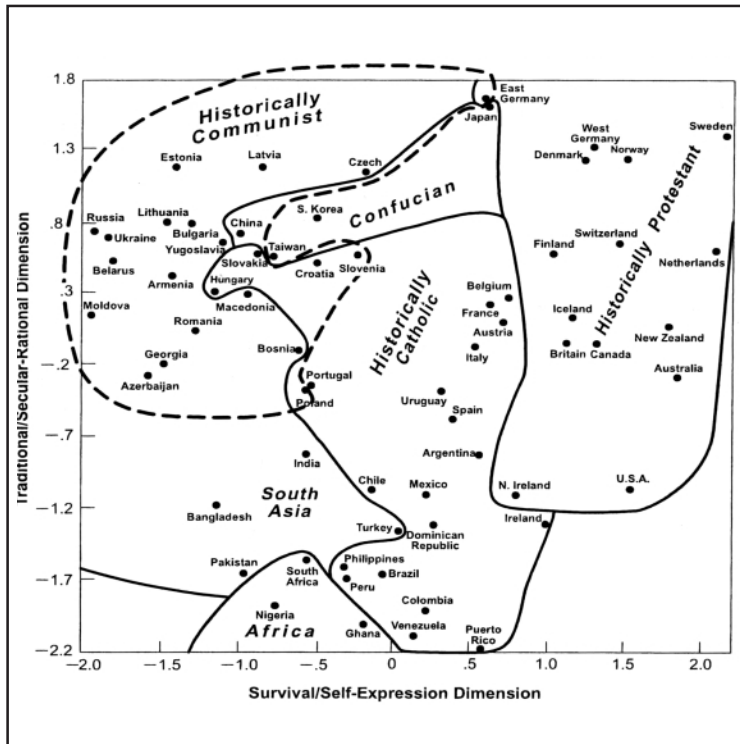 1.8
1.3
.8
.3
−.2
−.7
−1.2
−1.7
−2.2
Traditional/Secular-Rational Dimension
Historically
Communist
East
Germany
Japan
Sweden
West
Germany
Denmark
Norway
Estonia
Latvia
Czech
Confucian
S. Korea
Historically Protestant
Russia
Lithuania
Ukraine
Bulgaria
Yugoslavia
China
Taiwan
Slovakia
Croatia
Slovenia
Finland
Switzerland
Netherlands
Belarus
Armenia
Hungary
Macedonia
Moldova
Romania
Historically
Catholic
Belgium
France
Austria
Italy
Iceland
New Zealand
Britain
Canada
Australia
Bosnia
Georgia
Azerbaijan
Portugal
Poland
Uruguay
Spain
Argentina
India
South
Asia
Bangladesh
Chile
Mexico
N. Ireland
U.S.A.
Ireland
Turkey
Dominican
Republic
Pakistan
South
Africa
Philippines
Peru
Brazil
Nigeria
Africa
Ghana
Colombia
Venezuela
Puerto
Rico
−2.0
−1.5
−1.0
−.5
0
.5
1.0
1.5
2.0
Survival/Self-Expression Dimension